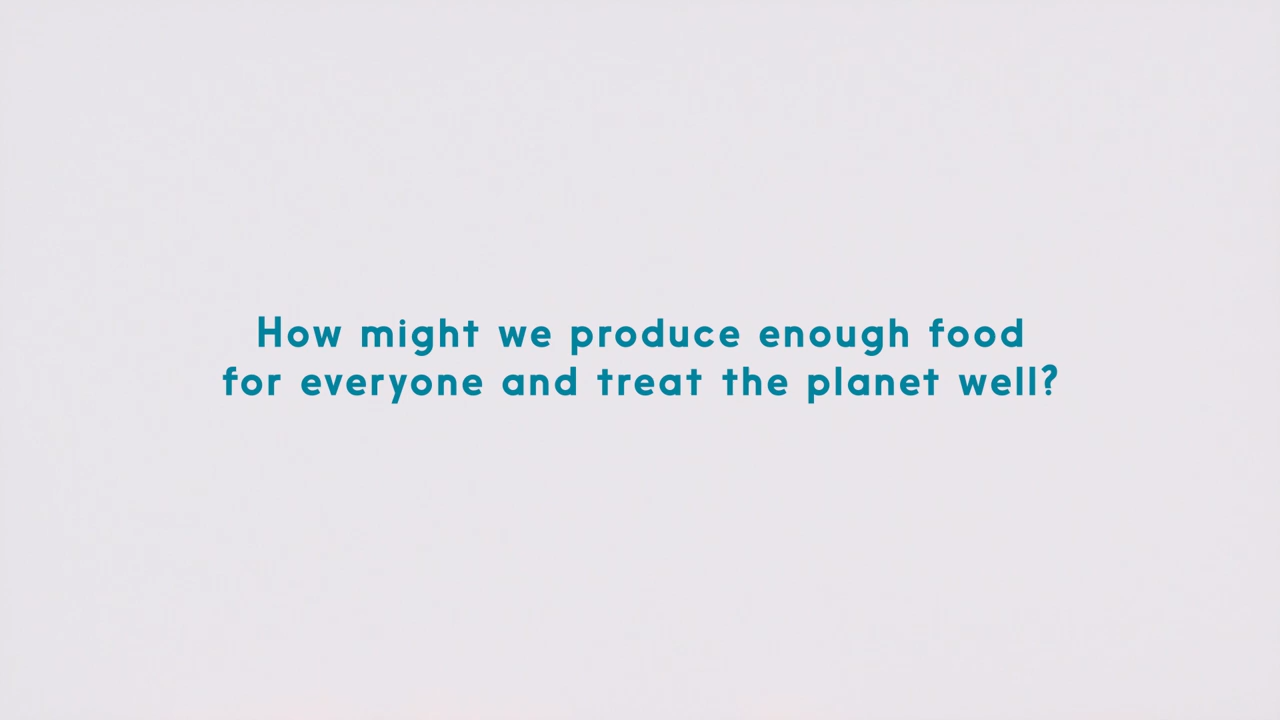 How might we produce enough food
for everyone and treat the planet well?